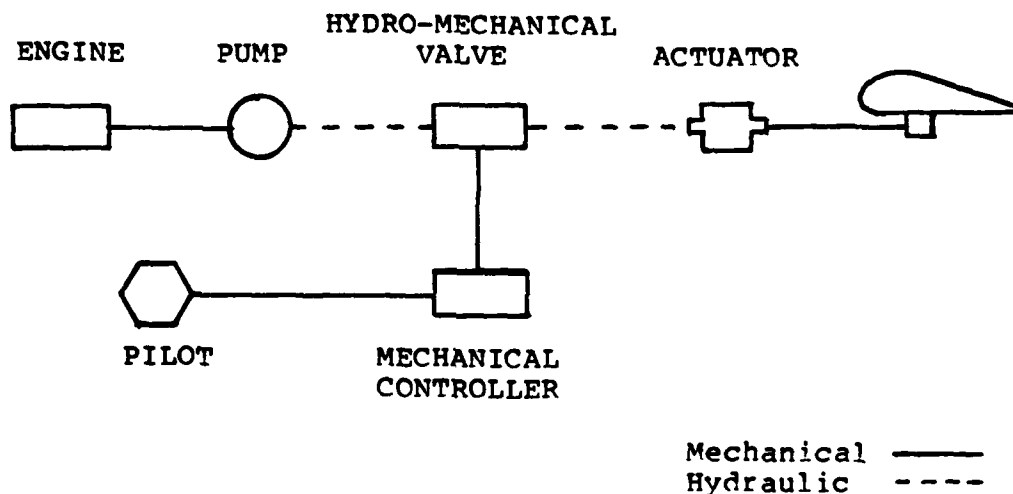 ENGINE
PUMP
HYDRO-MECHANICAL
VALVE
ACTUATOR
PILOT
MECHANICAL
CONTROLLER
Mechanical
Hydraulic